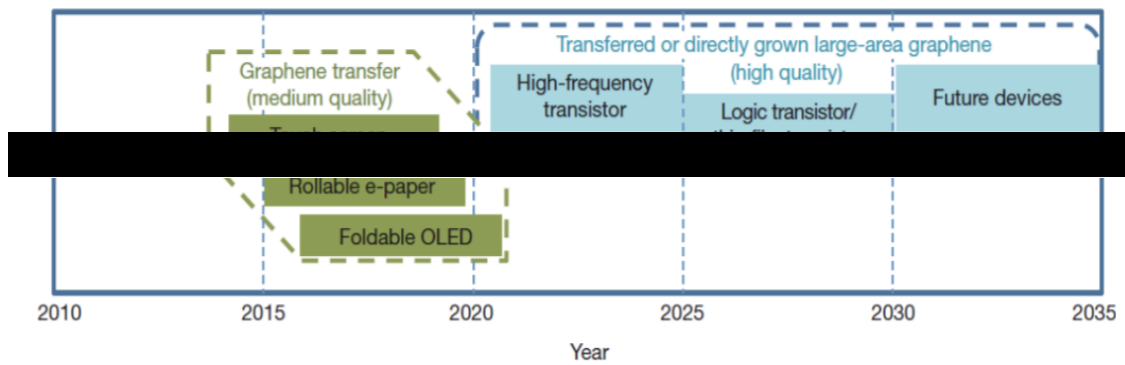 Transferred or directly grown large-area graphene
(high quality)
Graphene transfer
(medium quality)
High-frequency
transistor
Logic transistor/
Future devices
Rollable e-paper
Foldable OLED
2010
2015
2020
2025
2030
2035
Year